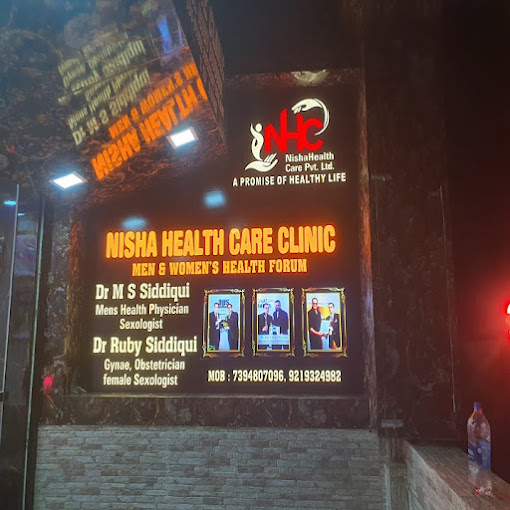 NHC
NishaHealth
Care Pvt. Ltd.
A PROMISE OF HEALTHY LIFE
NISHA HEALTH CARE CLINIC
MEN & WOMEN'S HEALTH FORUM
Dr M S Siddiqui
Mens Health Physician
Sexologist
Dr Ruby Siddiqui
Gynae, Obstetrician
female Sexologist
MOB : 7394807096, 9219324982